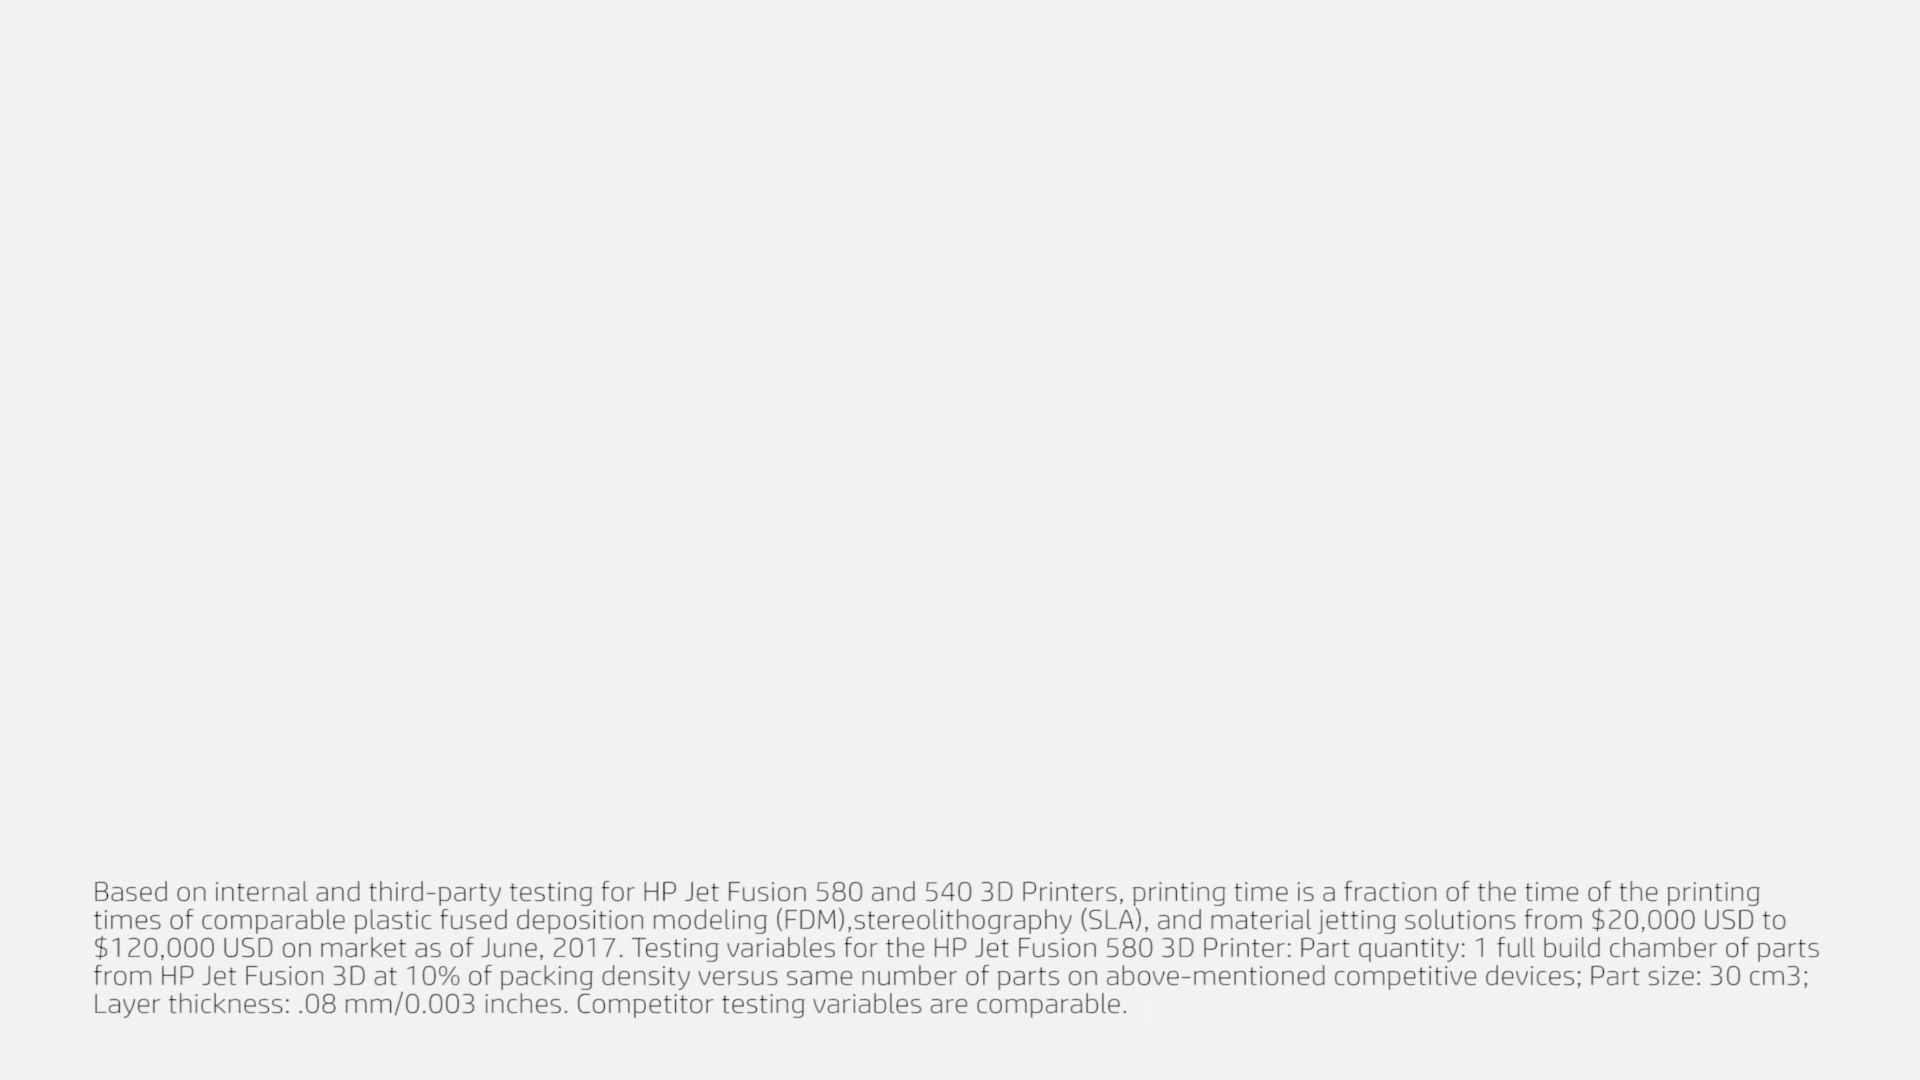 Based on internal and third-party testing for HP Jet Fusion 580 and 540 3D Printers, printing time is a fraction of the time of the printing
times of comparable plastic fused deposition modeling (FDM),stereolithography (SLA), and material jetting solutions from $20,000 USD to
$120,000 USD on market as of June, 2017. Testing variables for the HP Jet Fusion 580 3D Printer: Part quantity: 1 full build chamber of parts
from HP Jet Fusion 3D at 10% of packing density versus same number of parts on above-mentioned competitive devices; Part size: 30 cm3;
Layer thickness: .08 mm/0.003 inches. Competitor testing variables are comparable.